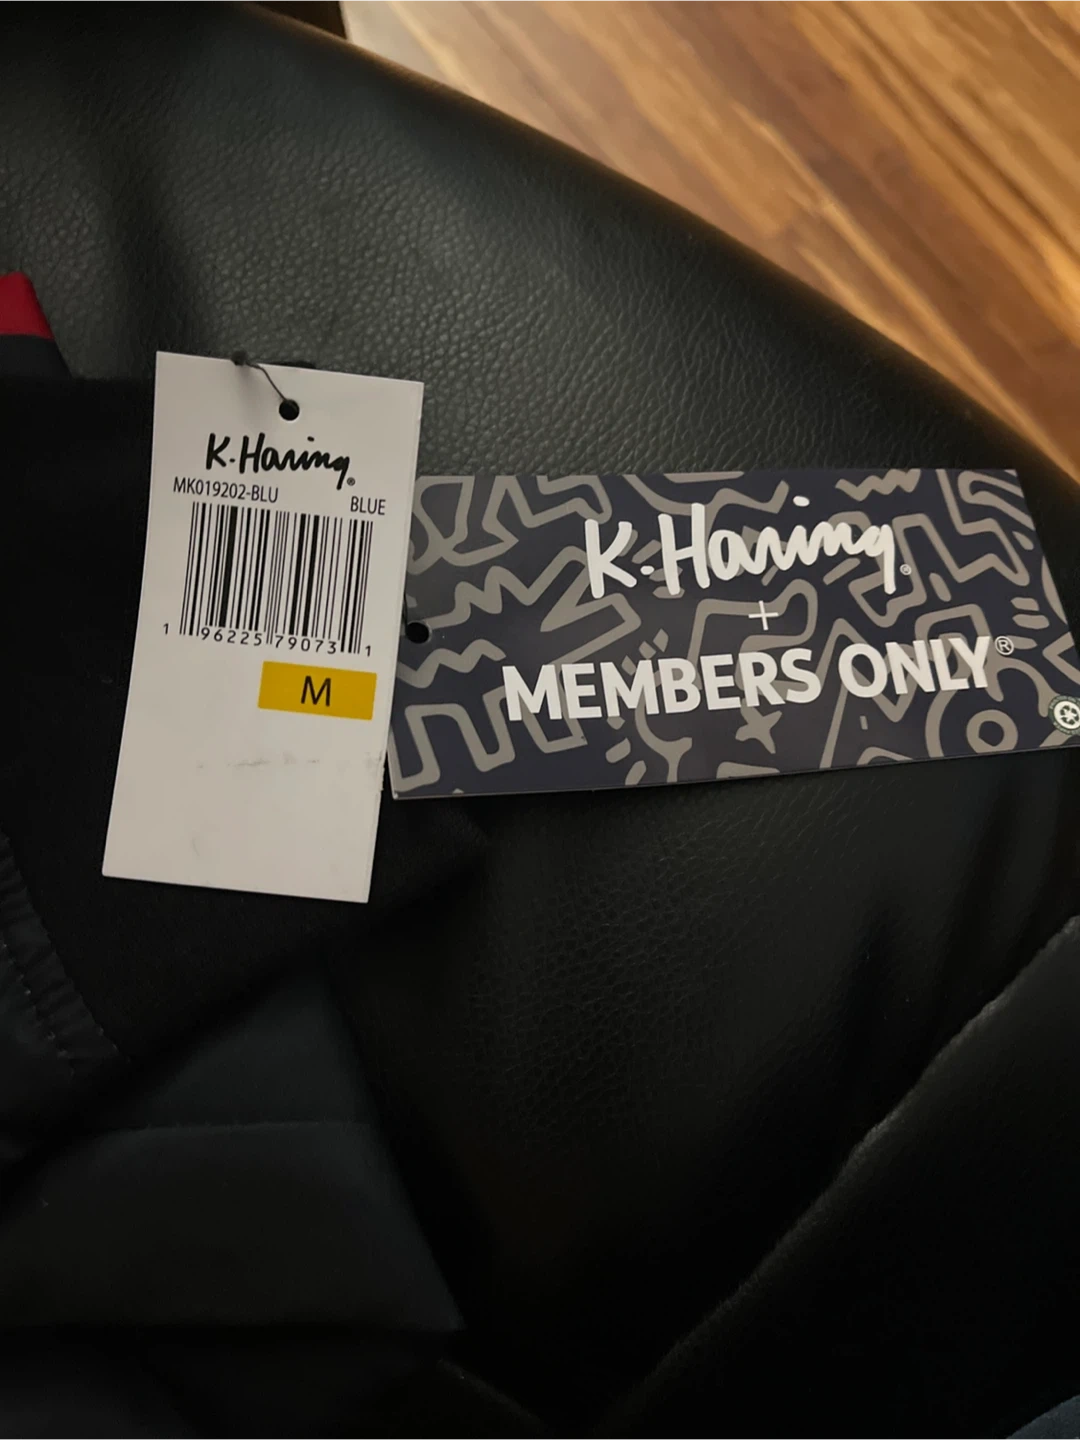 K.Haring®
MK019202-BLU
BLUE
1 96225 79073 1
M
K.Haring®
+
MEMBERS ONLY®